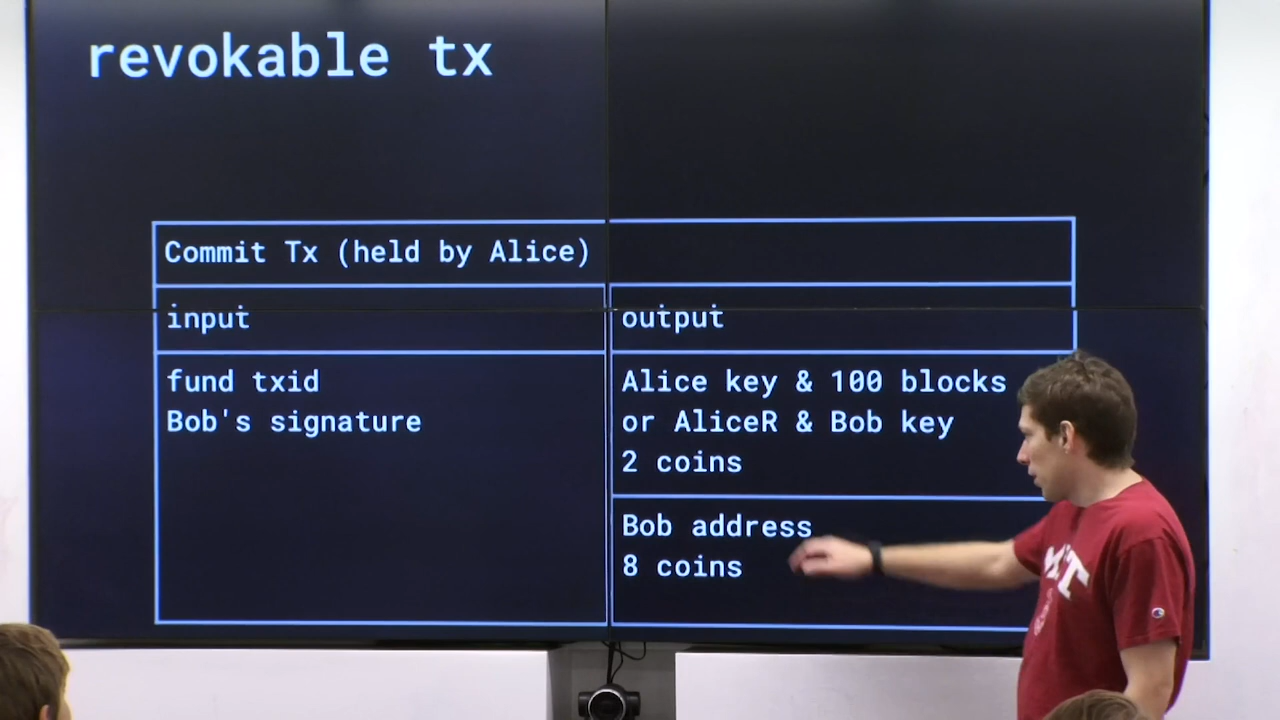 revokable tx
Commit Tx (held by Alice)
input
output
fund txid
Bob's signature
Alice key & 100 blocks
or AliceR & Bob key
2 coins
Bob address
8 coins
MIT